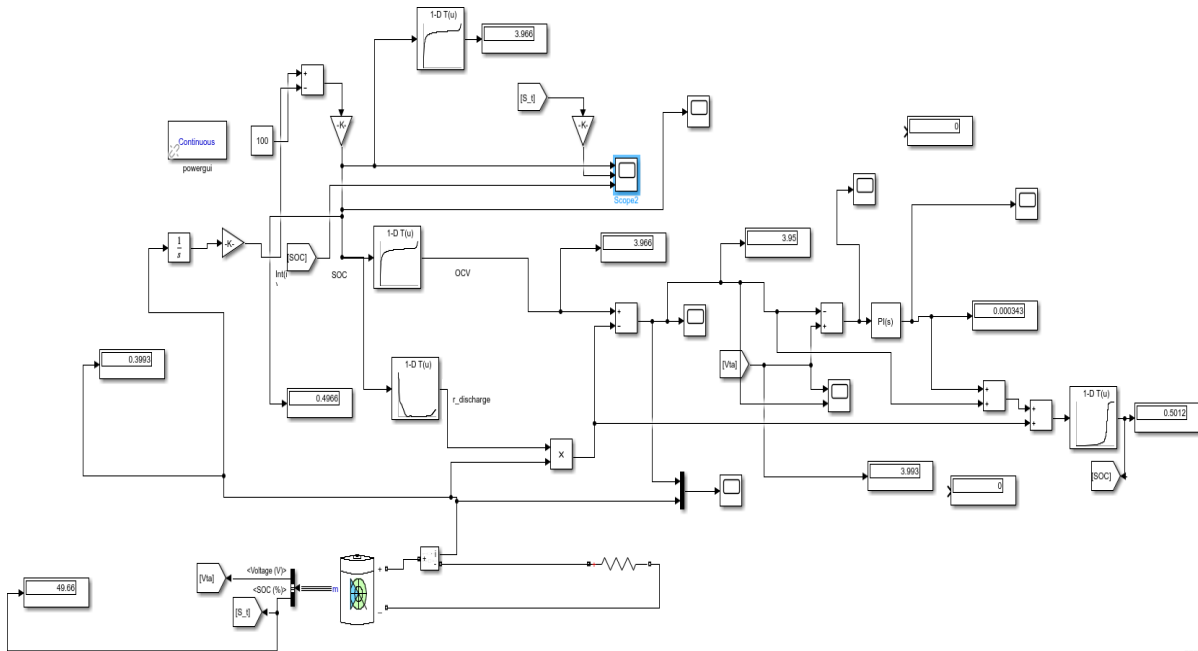 1-D T(u)
3.966
+
−
[S_t]
-K-
-K-
0
100
Continuous
powergui
Scope2
1-D T(u)
3.966
3.95
1
s
-K-
[SOC]
Int(i
SOC
OCV
+
−
−
+
PI(s)
0.000343
0.3993
1-D T(u)
[Vta]
1-D T(u)
0.4966
r_discharge
+
+
+
+
0.5012
X
3.993
0
[SOC]
<Voltage (V)>
[Vta]
<SOC (%)>
[S_t]
m
+
−
+
i
-
+
49.66